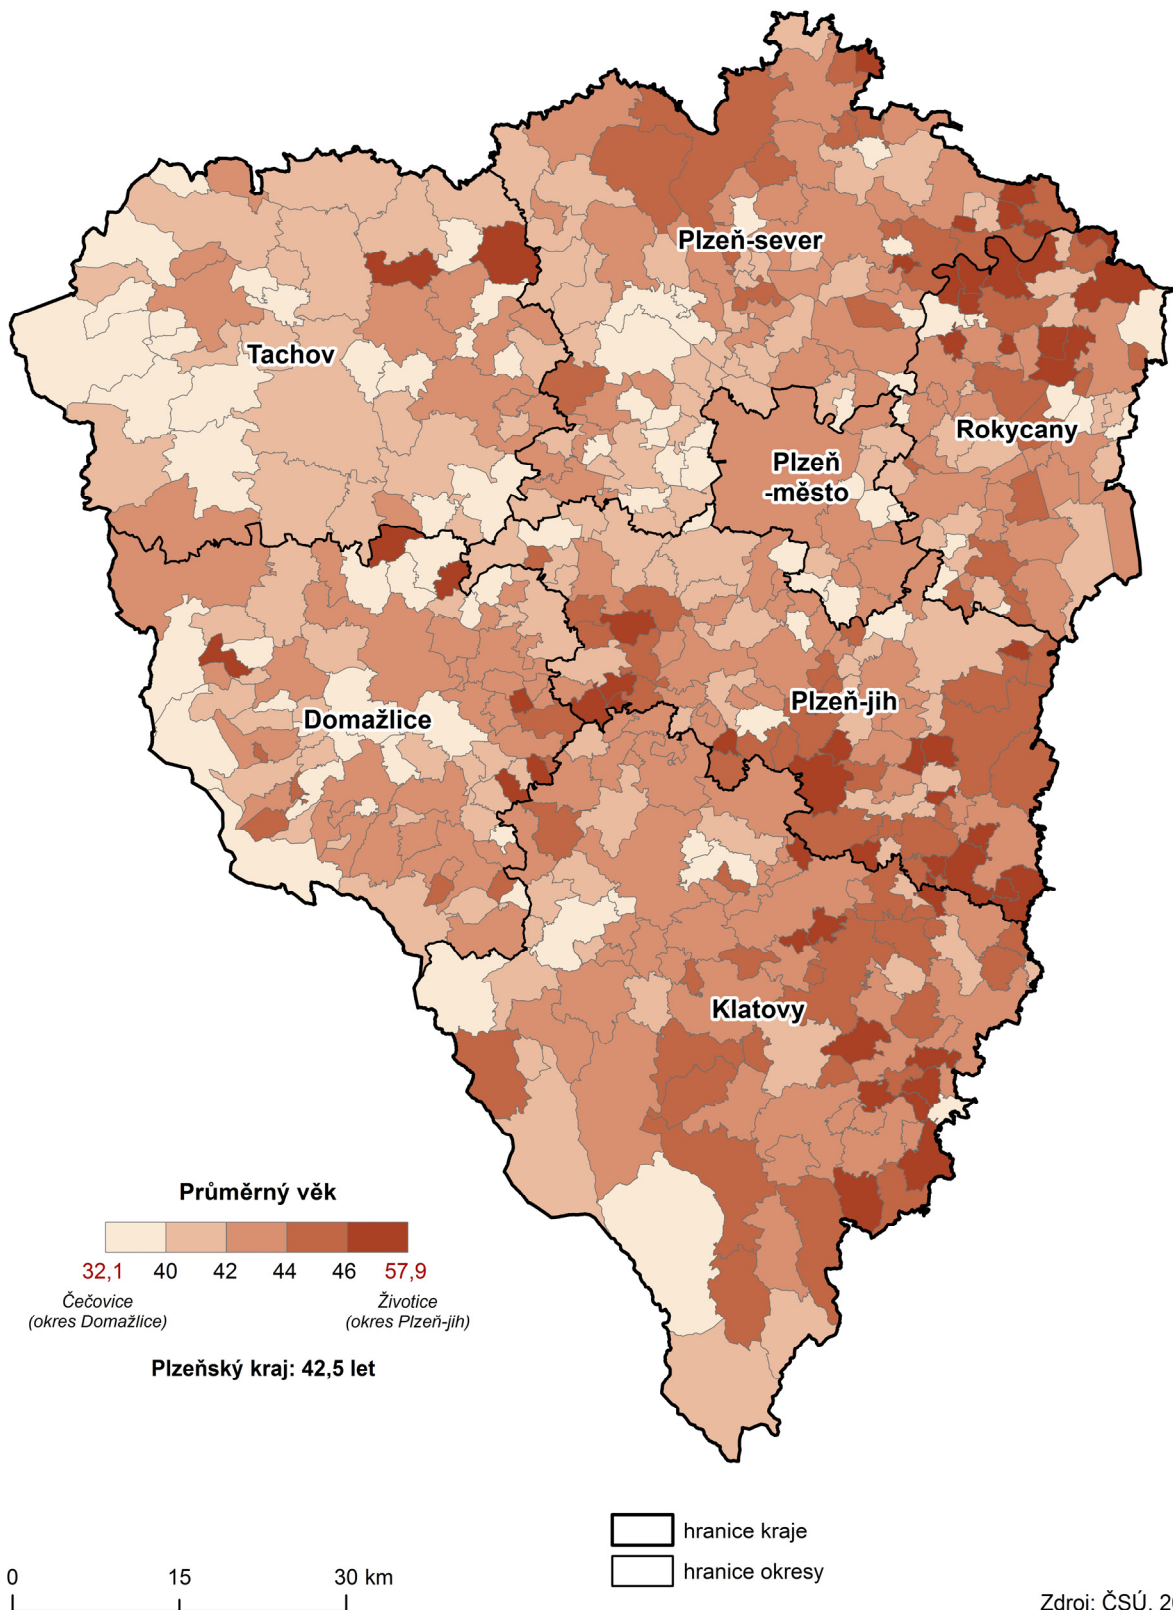 Plzeň-sever
Tachov
Rokycany
Plzeň
-město
Domažlice
Plzeň-jih
Klatovy
Průměrný věk
32,1 40 42 44 46 57,9
Čečovice
(okres Domažlice)
Životice
(okres Plzeň-jih)
Plzeňský kraj: 42,5 let
hranice kraje
hranice okresy
0 15 30 km
Zdroj: ČSÚ,